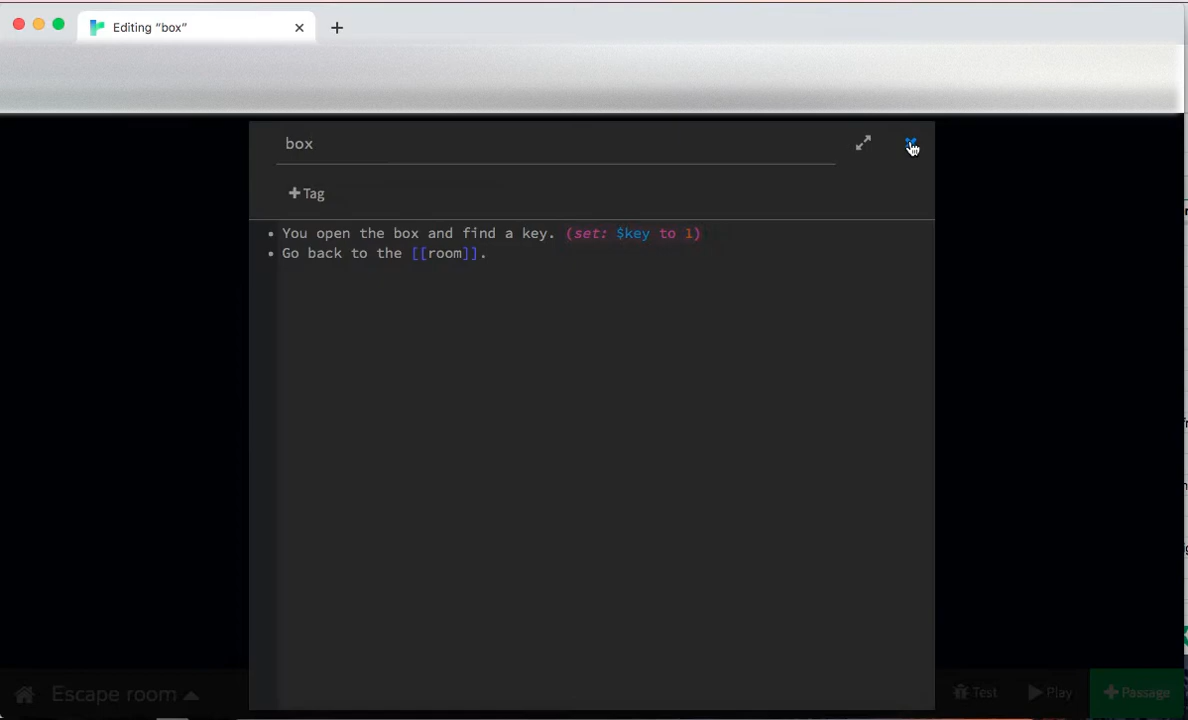 Editing "box"
box
Tag
You open the box and find a key. (set: $key to 1)
Go back to the [[room]].
Escape room
Test
Play
Passage